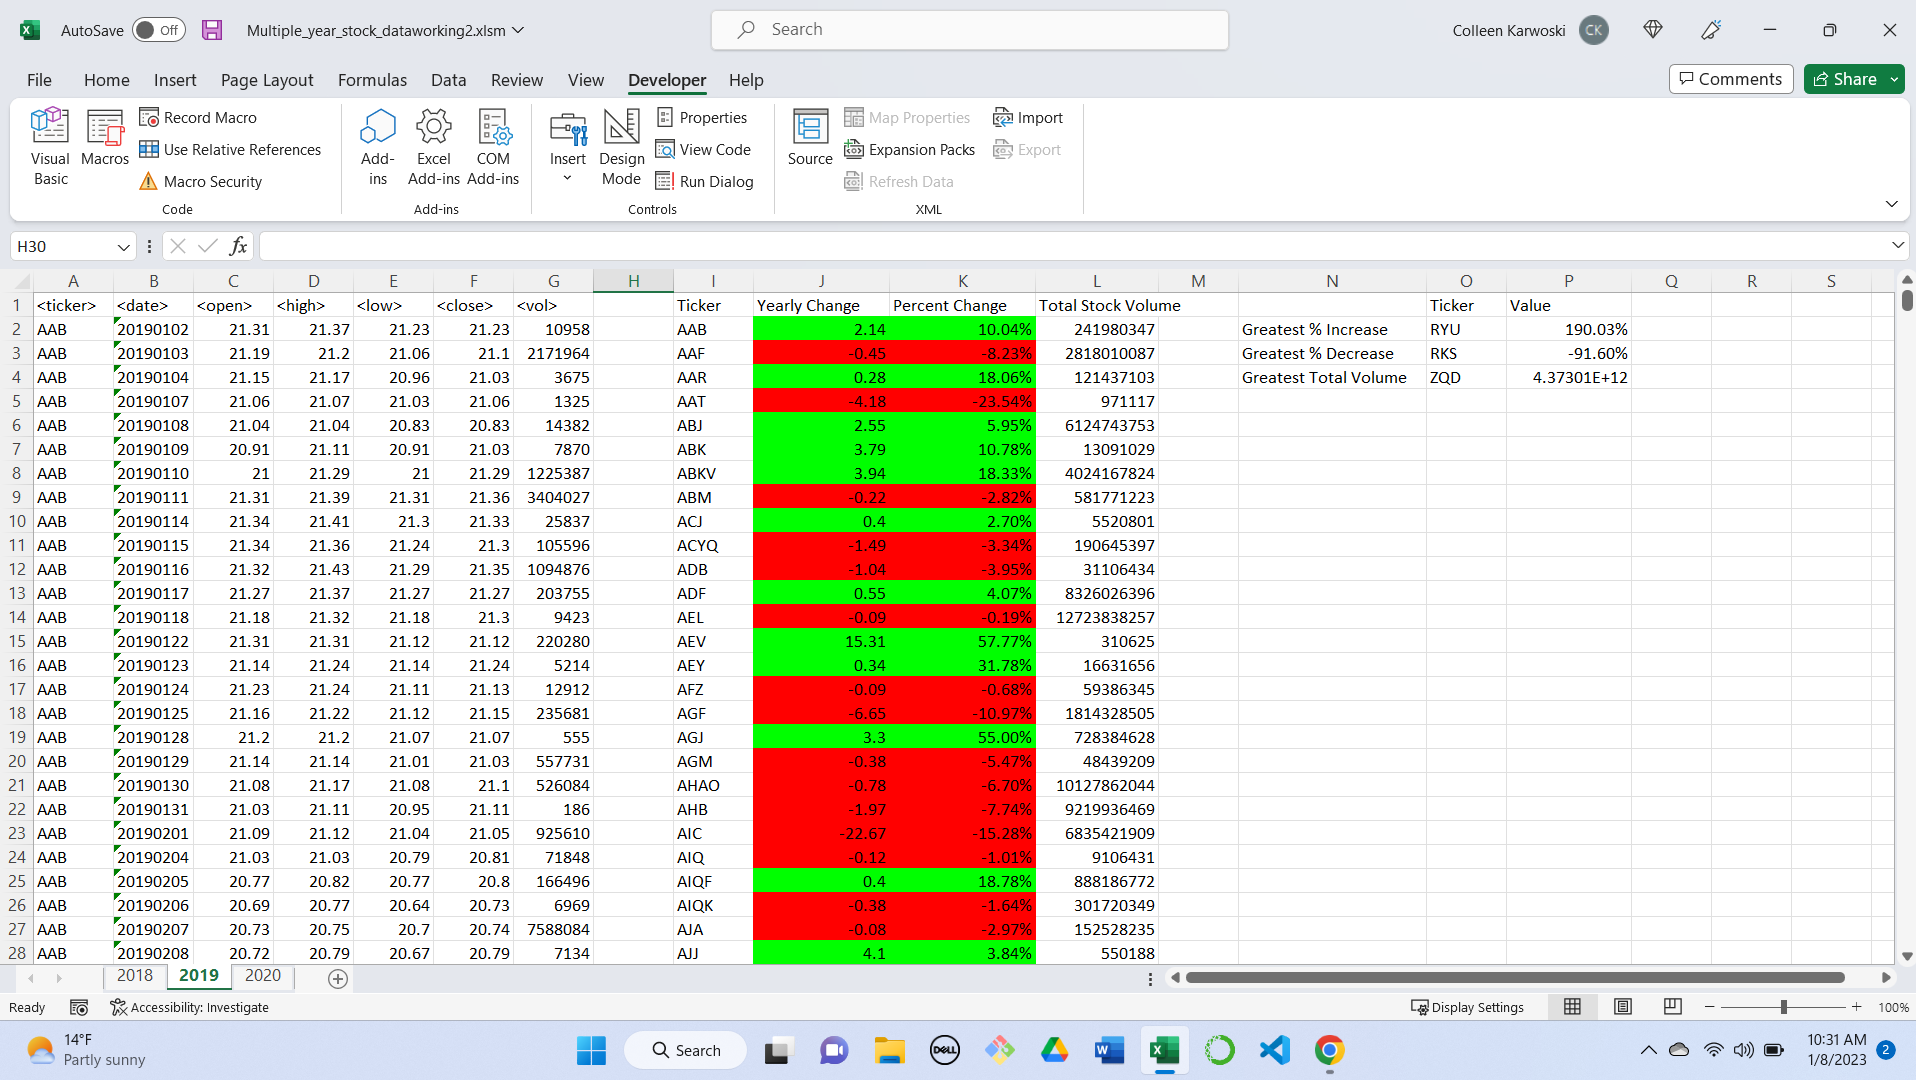 AutoSave Off Multiple_year_stock_dataworking2.xlsm Search Colleen Karwoski CK
File Home Insert Page Layout Formulas Data Review View Developer Help Comments Share
Visual Basic Macros Record Macro Use Relative References Macro Security
Add-ins Excel Add-ins COM Add-ins
Insert Design Mode Properties View Code Run Dialog
Source Map Properties Expansion Packs Refresh Data Import Export
Code Add-ins Controls XML
H30 fx
A B C D E F G H I J K L M N O P Q R S
1 <ticker> <date> <open> <high> <low> <close> <vol> Ticker Yearly Change Percent Change Total Stock Volume Ticker Value
2 AAB 20190102 21.31 21.37 21.23 21.23 10958 AAB 2.14 10.04% 241980347 Greatest % Increase RYU 190.03%
3 AAB 20190103 21.19 21.2 21.06 21.1 2171964 AAF -0.45 -8.23% 2818010087 Greatest % Decrease RKS -91.60%
4 AAB 20190104 21.15 21.17 20.96 21.03 3675 AAR 0.28 18.06% 121437103 Greatest Total Volume ZQD 4.37301E+12
5 AAB 20190107 21.06 21.07 21.03 21.06 1325 AAT -4.18 -23.54% 971117
6 AAB 20190108 21.04 21.04 20.83 20.83 14382 ABJ 2.55 5.95% 6124743753
7 AAB 20190109 20.91 21.11 20.91 21.03 7870 ABK 3.79 10.78% 13091029
8 AAB 20190110 21 21.29 21 21.29 1225387 ABKV 3.94 18.33% 4024167824
9 AAB 20190111 21.31 21.39 21.31 21.36 3404027 ABM -0.22 -2.82% 581771223
10 AAB 20190114 21.34 21.41 21.3 21.33 25837 ACJ 0.4 2.70% 5520801
11 AAB 20190115 21.34 21.36 21.24 21.3 105596 ACYQ -1.49 -3.34% 190645397
12 AAB 20190116 21.32 21.43 21.29 21.35 1094876 ADB -1.04 -3.95% 31106434
13 AAB 20190117 21.27 21.37 21.27 21.27 203755 ADF 0.55 4.07% 8326026396
14 AAB 20190118 21.18 21.32 21.18 21.3 9423 AEL -0.09 -0.19% 12723838257
15 AAB 20190122 21.31 21.31 21.12 21.12 220280 AEV 15.31 57.77% 310625
16 AAB 20190123 21.14 21.24 21.14 21.24 5214 AEY 0.34 31.78% 16631656
17 AAB 20190124 21.23 21.24 21.11 21.13 12912 AFZ -0.09 -0.68% 59386345
18 AAB 20190125 21.16 21.22 21.12 21.15 235681 AGF -6.65 -10.97% 1814328505
19 AAB 20190128 21.2 21.2 21.07 21.07 555 AGJ 3.3 55.00% 728384628
20 AAB 20190129 21.14 21.14 21.01 21.03 557731 AGM -0.38 -5.47% 48439209
21 AAB 20190130 21.08 21.17 21.08 21.1 526084 AHAO -0.78 -6.70% 10127862044
22 AAB 20190131 21.03 21.11 20.95 21.11 186 AHB -1.97 -7.74% 9219936469
23 AAB 20190201 21.09 21.12 21.04 21.05 925610 AIC -22.67 -15.28% 6835421909
24 AAB 20190204 21.03 21.03 20.79 20.81 71848 AIQ -0.12 -1.01% 9106431
25 AAB 20190205 20.77 20.82 20.77 20.8 166496 AIQF 0.4 18.78% 888186772
26 AAB 20190206 20.69 20.77 20.64 20.73 6969 AIQK -0.38 -1.64% 301720349
27 AAB 20190207 20.73 20.75 20.7 20.74 7588084 AJA -0.08 -2.97% 152528235
28 AAB 20190208 20.72 20.79 20.67 20.79 7134 AJJ 4.1 3.84% 550188
2018 2019 2020
Ready Accessibility: Investigate Display Settings 100%
14°F
Partly sunny
Search DELL
10:31 AM
1/8/2023 2